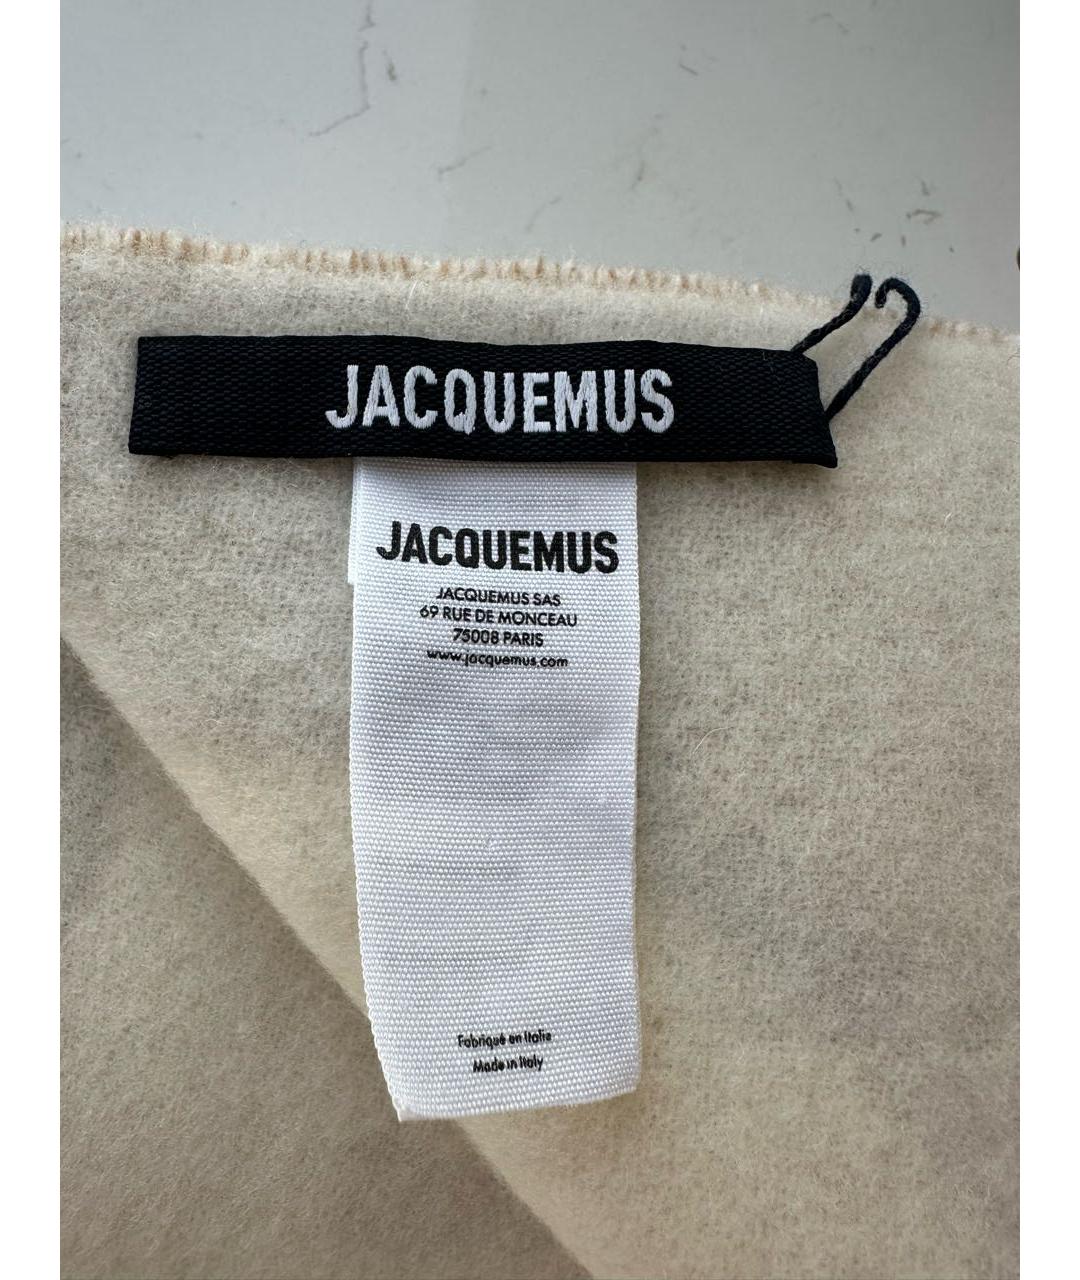 JACQUEMUS
JACQUEMUS
JACQUEMUS SAS
69 RUE DE MONCEAU
75008 PARIS
www.jacquemus.com
Fabriqué en Italie
Made in Italy